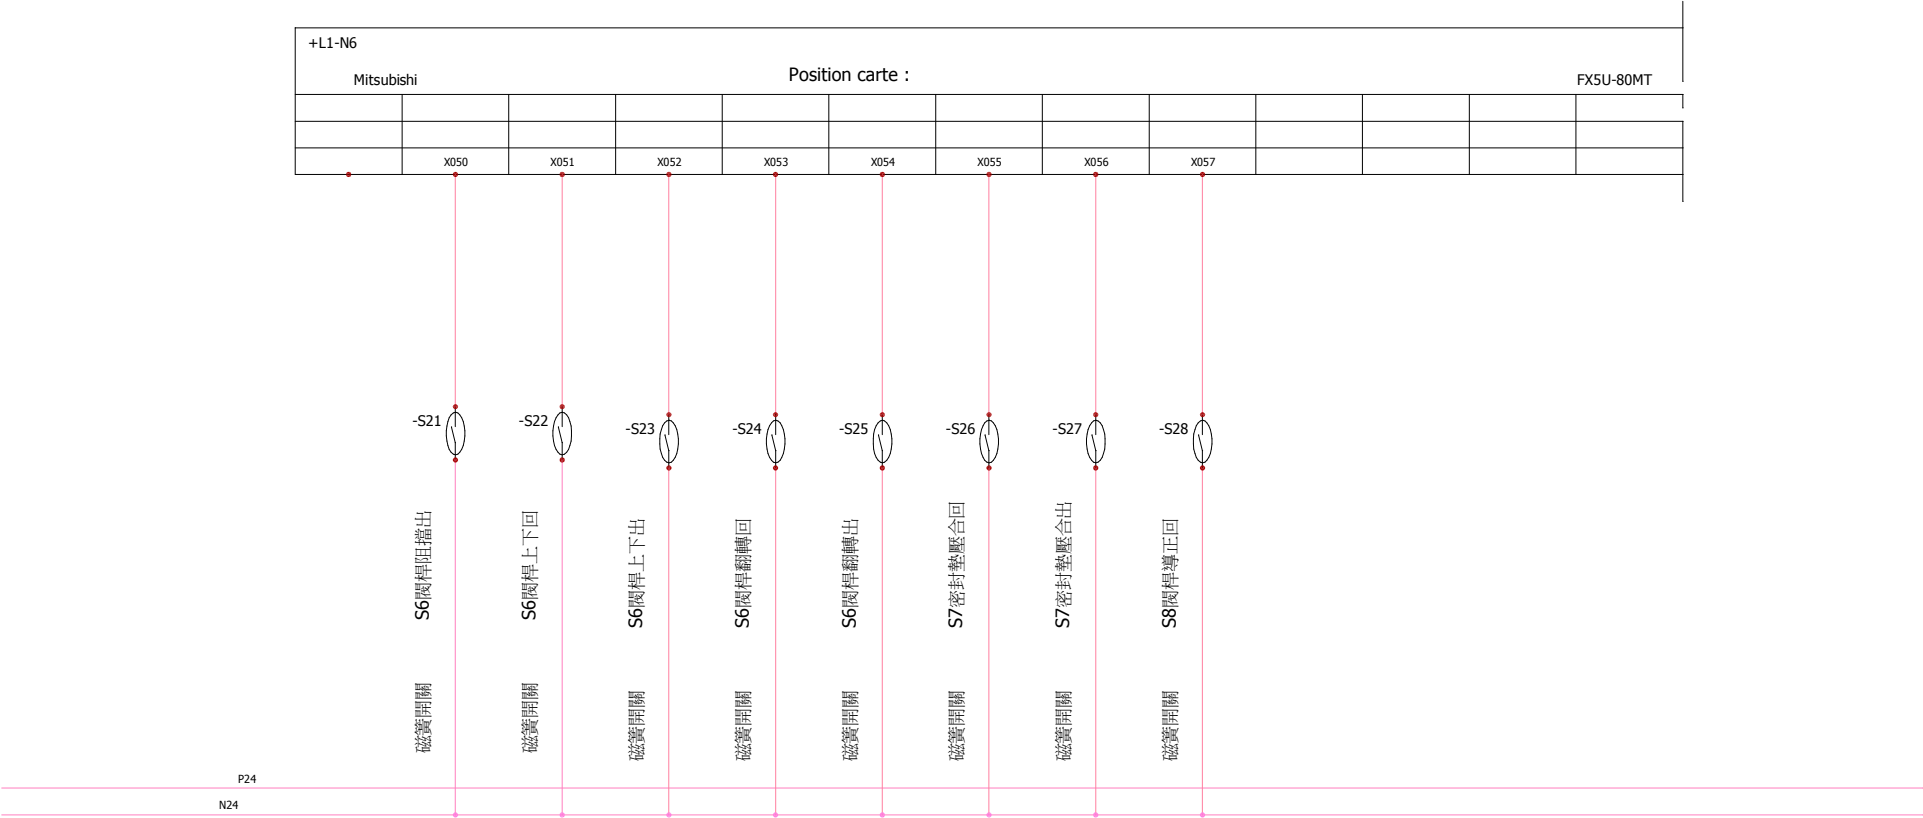 +L1-N6
Mitsubishi
Position carte :
FX5U-80MT
X050
X051
X052
X053
X054
X055
X056
X057
-S21
-S22
-S23
-S24
-S25
-S26
-S27
-S28
S6閥桿阻擋出
S6閥桿上下回
S6閥桿上下出
S6閥桿翻轉回
S6閥桿翻轉出
S7密封墊壓合回
S7密封墊壓合出
S8閥桿導正回
磁簧開關
磁簧開關
磁簧開關
磁簧開關
磁簧開關
磁簧開關
磁簧開關
磁簧開關
P24
N24